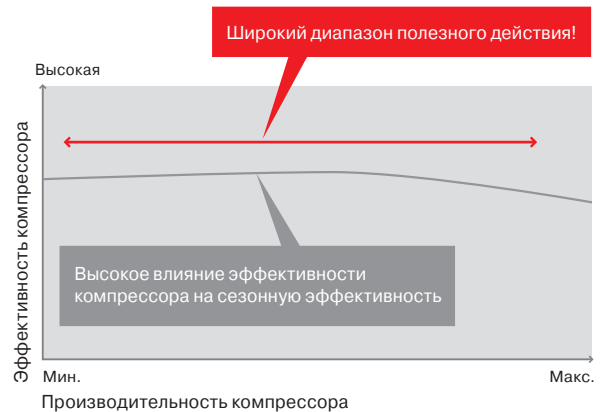 Широкий диапазон полезного действия!
Высокая
Эффективность компрессора
Высокое влияние эффективности
компрессора на сезонную эффективность
Мин.
Макс.
Производительность компрессора